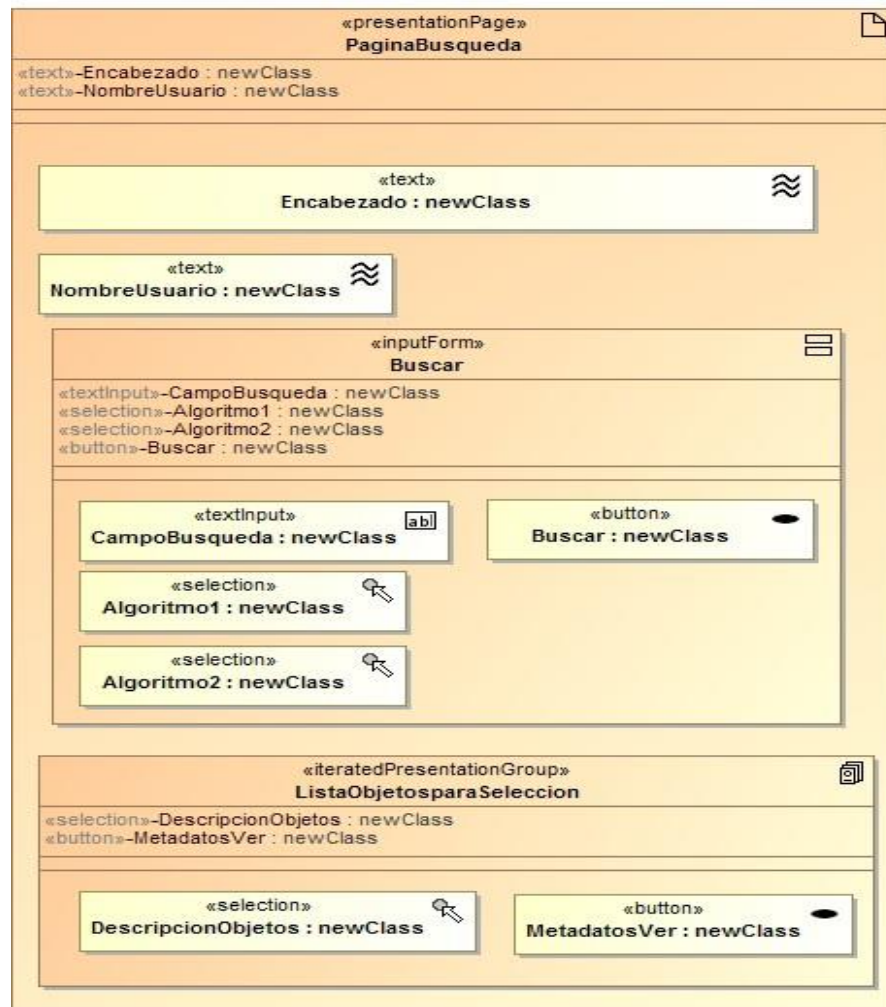 «presentationPage»
PaginaBusqueda
«text»-Encabezado : newClass
«text»-NombreUsuario : newClass
«text»
Encabezado : newClass
«text»
NombreUsuario : newClass
«inputForm»
Buscar
«textInput»-CampoBusqueda : newClass
«selection»-Algoritmo1 : newClass
«selection»-Algoritmo2 : newClass
«button»-Buscar : newClass
«textInput»
CampoBusqueda : newClass
ab
«button»
Buscar : newClass
«selection»
Algoritmo1 : newClass
«selection»
Algoritmo2 : newClass
«iteratedPresentationGroup»
ListaObjetosparaSeleccion
«selection»-DescripcionObjetos : newClass
«button»-MetadatosVer : newClass
«selection»
DescripcionObjetos : newClass
«button»
MetadatosVer : newClass